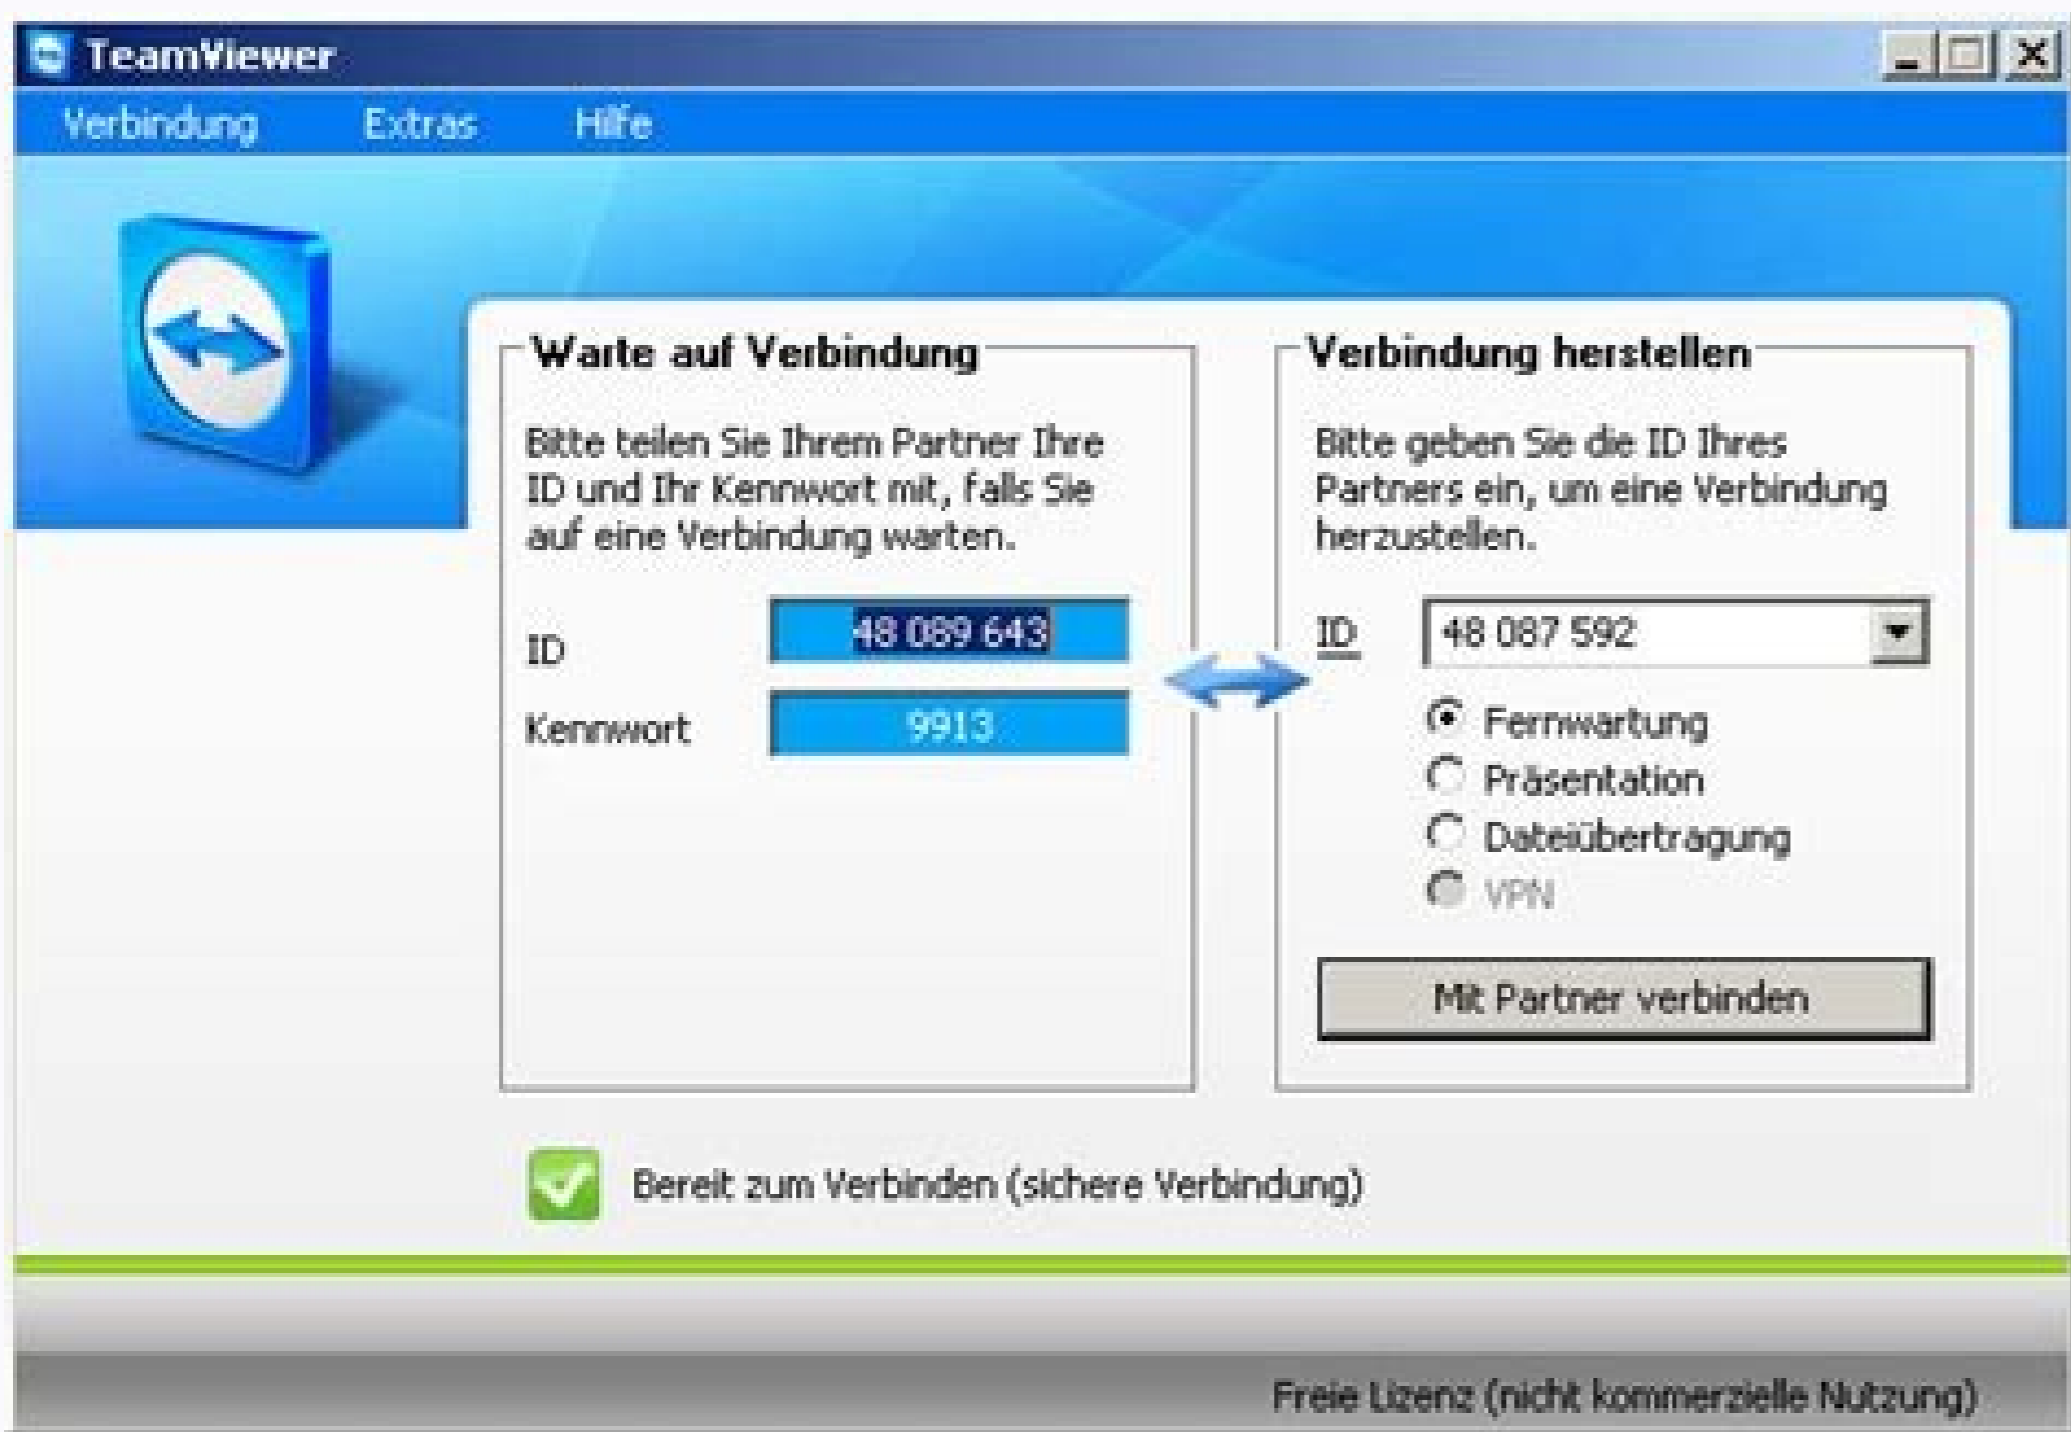 TeamViewer
Verbindung Extras Hilfe
Warte auf Verbindung
Bitte teilen Sie Ihrem Partner Ihre
ID und Ihr Kennwort mit, falls Sie
auf eine Verbindung warten.
ID 48 089 643
Kennwort 9913
Verbindung herstellen
Bitte geben Sie die ID Ihres
Partners ein, um eine Verbindung
herzustellen.
ID 48 087 592
Fernwartung
Präsentation
Dateiübertragung
VPN
Mit Partner verbinden
Bereit zum Verbinden (sichere Verbindung)
Freie Lizenz (nicht kommerzielle Nutzung)